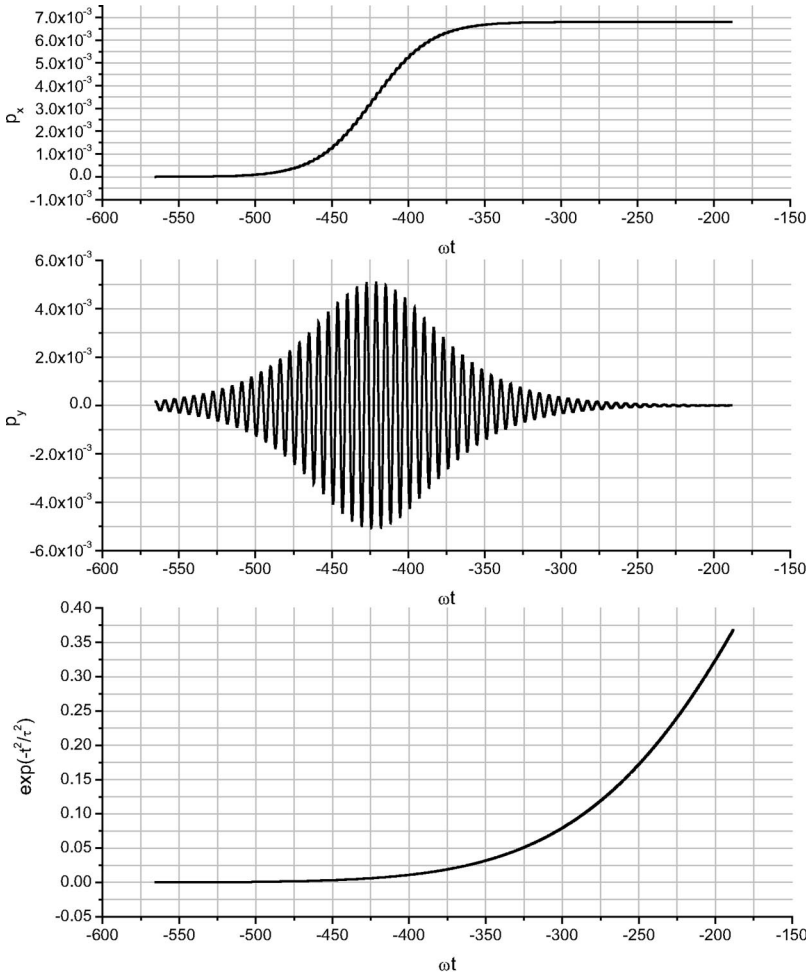 7.0x10⁻³
6.0x10⁻³
5.0x10⁻³
4.0x10⁻³
3.0x10⁻³
2.0x10⁻³
1.0x10⁻³
0.0
-1.0x10⁻³
pₓ
-600 -550 -500 -450 -400 -350 -300 -250 -200 -150
ωt
6.0x10⁻³
4.0x10⁻³
2.0x10⁻³
0.0
-2.0x10⁻³
-4.0x10⁻³
-6.0x10⁻³
p_y
-600 -550 -500 -450 -400 -350 -300 -250 -200 -150
ωt
0.40
0.35
0.30
0.25
0.20
0.15
0.10
0.05
0.00
-0.05
exp(-t²/τ²)
-600 -550 -500 -450 -400 -350 -300 -250 -200 -150
ωt